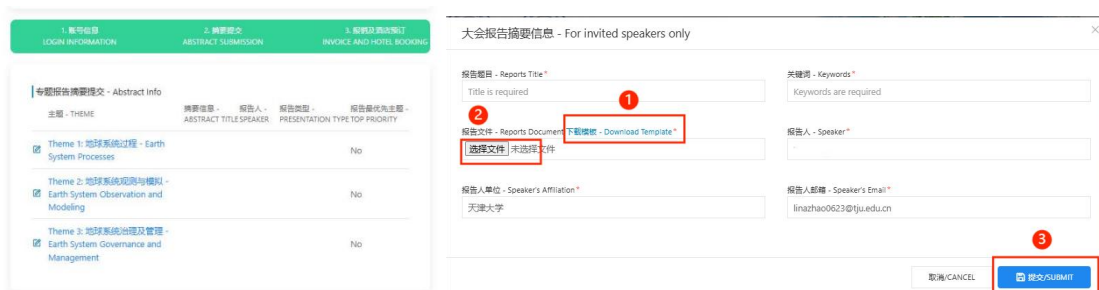 1. 账号信息
LOGIN INFORMATION
2. 摘要提交
ABSTRACT SUBMISSION
3. 报帐及酒店预订
INVOICE AND HOTEL BOOKING
专题报告摘要提交 - Abstract Info
主题 - THEME
摘要信息 -
ABSTRACT TITLE
报告人 -
SPEAKER
报告类型 -
PRESENTATION TYPE
报告最优先主题 -
TOP PRIORITY
Theme 1: 地球系统过程 - Earth
System Processes
No
Theme 2: 地球系统观测与模拟 -
Earth System Observation and
Modeling
No
Theme 3: 地球系统治理及管理 -
Earth System Governance and
Management
No
大会报告摘要信息 - For invited speakers only
×
报告题目 - Reports Title*
Title is required
关键词 - Keywords*
Keywords are required
1
2
报告文件 - Reports Document 下载模板 - Download Template*
选择文件 未选择文件
报告人 - Speaker*
报告人单位 - Speaker's Affiliation*
天津大学
报告人邮箱 - Speaker's Email*
linazhao0623@tju.edu.cn
3
取消/CANCEL
提交/SUBMIT